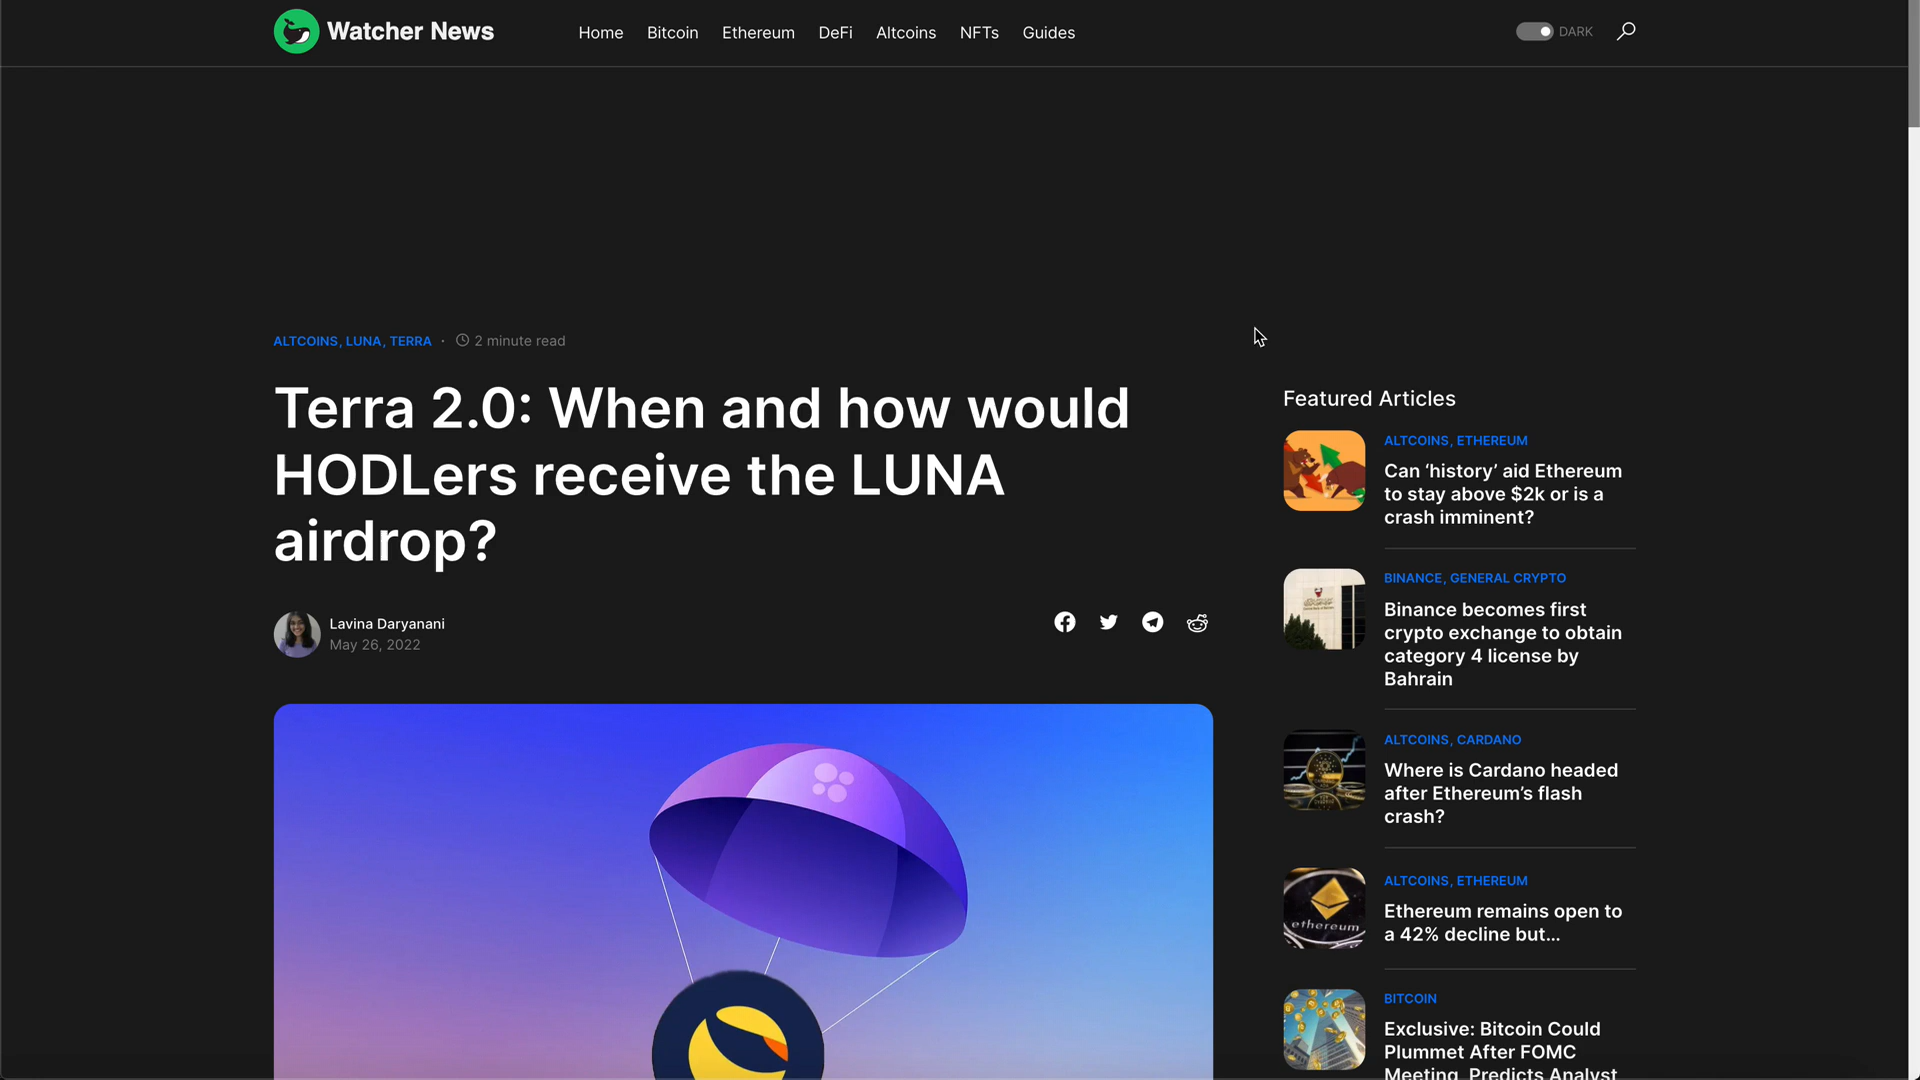 Watcher News
Home Bitcoin Ethereum DeFi Altcoins NFTs Guides
DARK
ALTCOINS, LUNA, TERRA · 2 minute read
Terra 2.0: When and how would
HODLers receive the LUNA
airdrop?
Lavina Daryanani
May 26, 2022
Featured Articles
ALTCOINS, ETHEREUM
Can ‘history’ aid Ethereum
to stay above $2k or is a
crash imminent?
BINANCE, GENERAL CRYPTO
Binance becomes first
crypto exchange to obtain
category 4 license by
Bahrain
ALTCOINS, CARDANO
Where is Cardano headed
after Ethereum’s flash
crash?
ethereum
ALTCOINS, ETHEREUM
Ethereum remains open to
a 42% decline but...
BITCOIN
Exclusive: Bitcoin Could
Plummet After FOMC
Meeting, Predicts Analyst